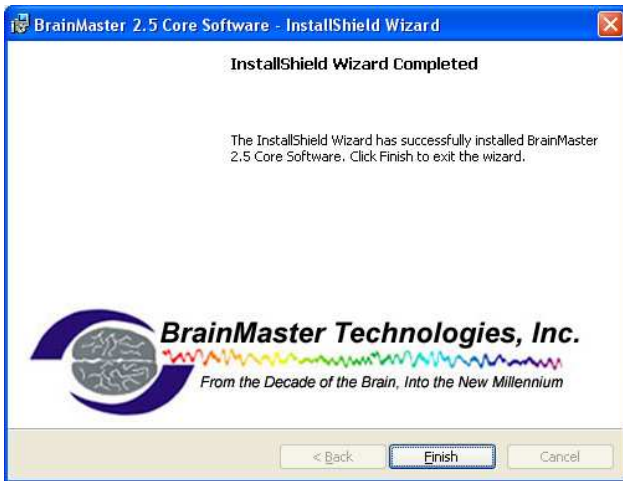 BrainMaster 2.5 Core Software - InstallShield Wizard
InstallShield Wizard Completed
The InstallShield Wizard has successfully installed BrainMaster
2.5 Core Software. Click Finish to exit the wizard.
BrainMaster Technologies, Inc.
From the Decade of the Brain, Into the New Millennium
< Back Finish Cancel